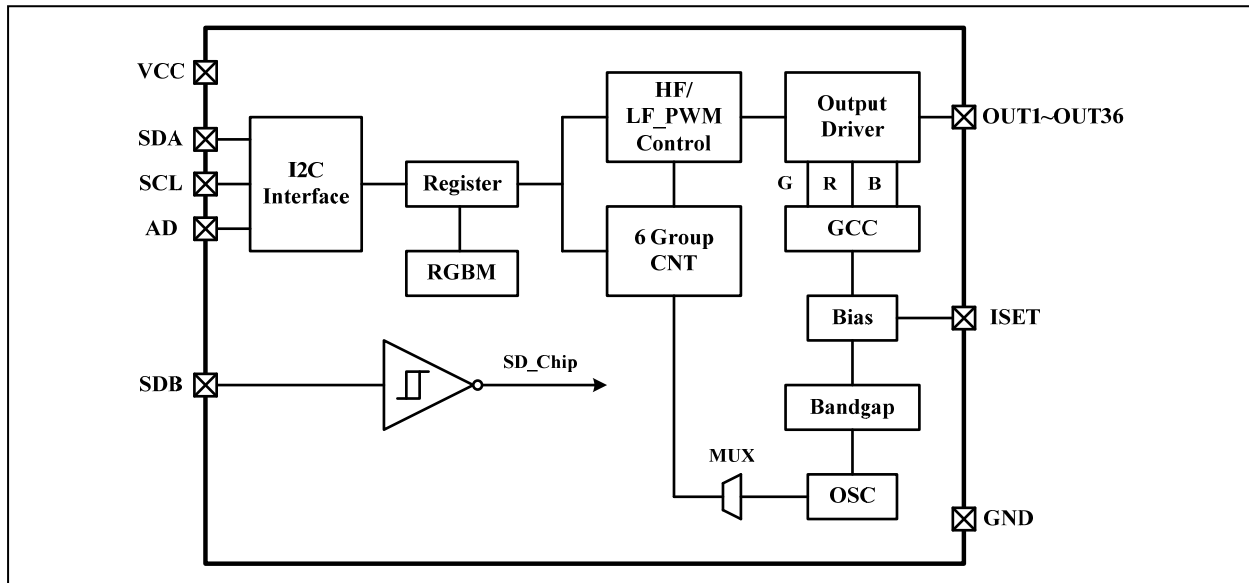 VCC
SDA
SCL
AD
I2C
Interface
Register
RGBM
HF/
LF_PWM
Control
6 Group
CNT
Output
Driver
OUT1~OUT36
G R B
GCC
Bias
ISET
Bandgap
SDB
SD_Chip
MUX
OSC
GND